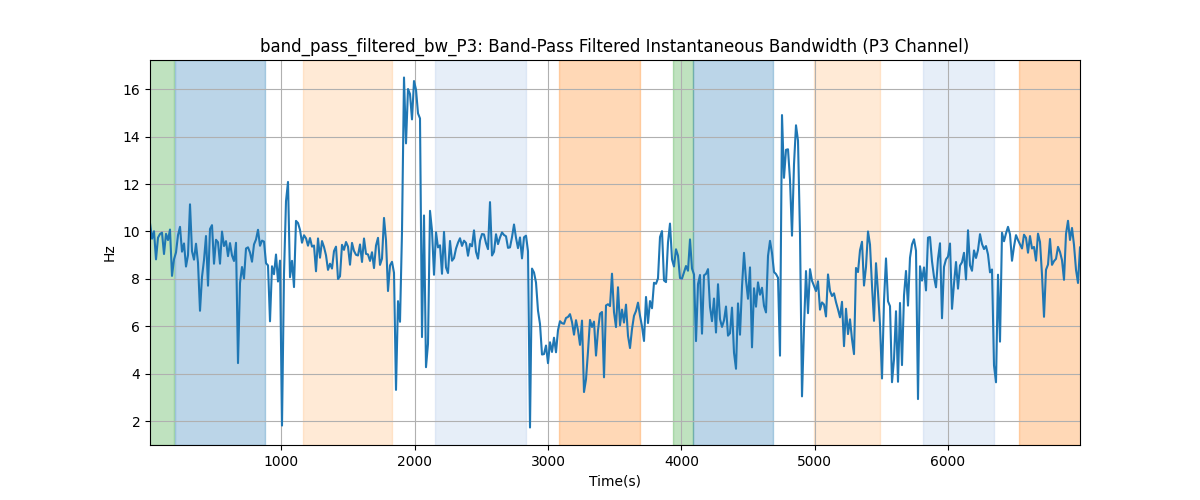 band_pass_filtered_bw_P3: Band-Pass Filtered Instantaneous Bandwidth (P3 Channel)
16
14
12
10
8
6
4
2
Hz
1000 2000 3000 4000 5000 6000
Time(s)